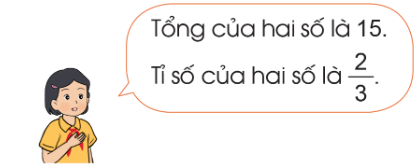 Tổng của hai số là 15.
Tỉ số của hai số là 2/3.